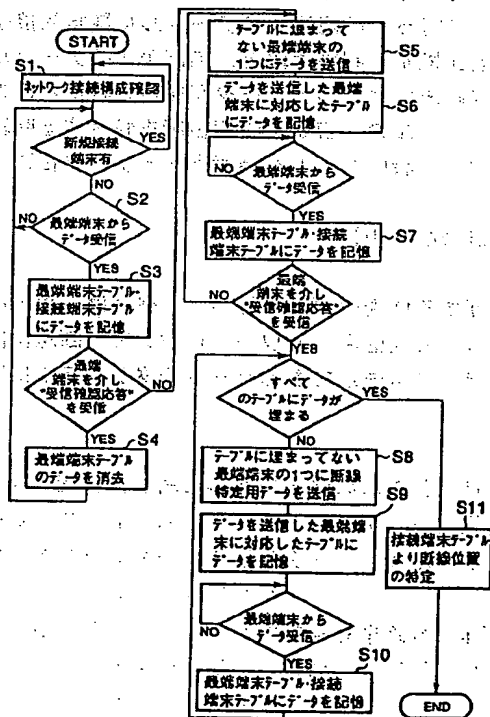 START
S1
ネットワーク接続構成確認
新規接続
端末有
YES
NO
S2
最端端末から
データ受信
NO
YES
S3
最端端末テーブル・
接続端末テーブル
にデータを記憶
最端
端末を介し
"受信確認応答"
を受信
NO
YES
S4
最端端末テーブル
のデータを消去
テーブルに埋まって
ない最端端末の
1つにデータを送信
S5
データを送信した最端
端末に対応したテーブル
にデータを記憶
S6
最端端末から
データ受信
NO
YES
S7
最端端末テーブル・接続
端末テーブルにデータを記憶
最端
端末を介し
"受信確認応答"
を受信
NO
YES
すべて
のテーブルにデータが
埋まる
YES
NO
S8
テーブルに埋まってない
最端端末の1つに断線
特定用データを送信
S9
データを送信した最端端
末に対応したテーブルに
データを記憶
最端端末から
データ受信
NO
YES
S10
最端端末テーブル・接続
端末テーブルにデータを記憶
S11
接続端末テーブル
より断線位置
の特定
END